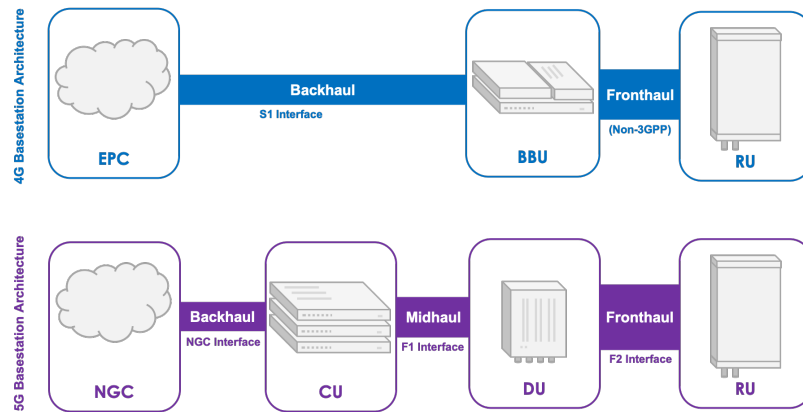 4G Basestation Architecture
Backhaul
S1 Interface
Fronthaul
(Non-3GPP)
EPC
BBU
RU
5G Basestation Architecture
Backhaul
NGC Interface
Midhaul
F1 Interface
Fronthaul
F2 Interface
NGC
CU
DU
RU